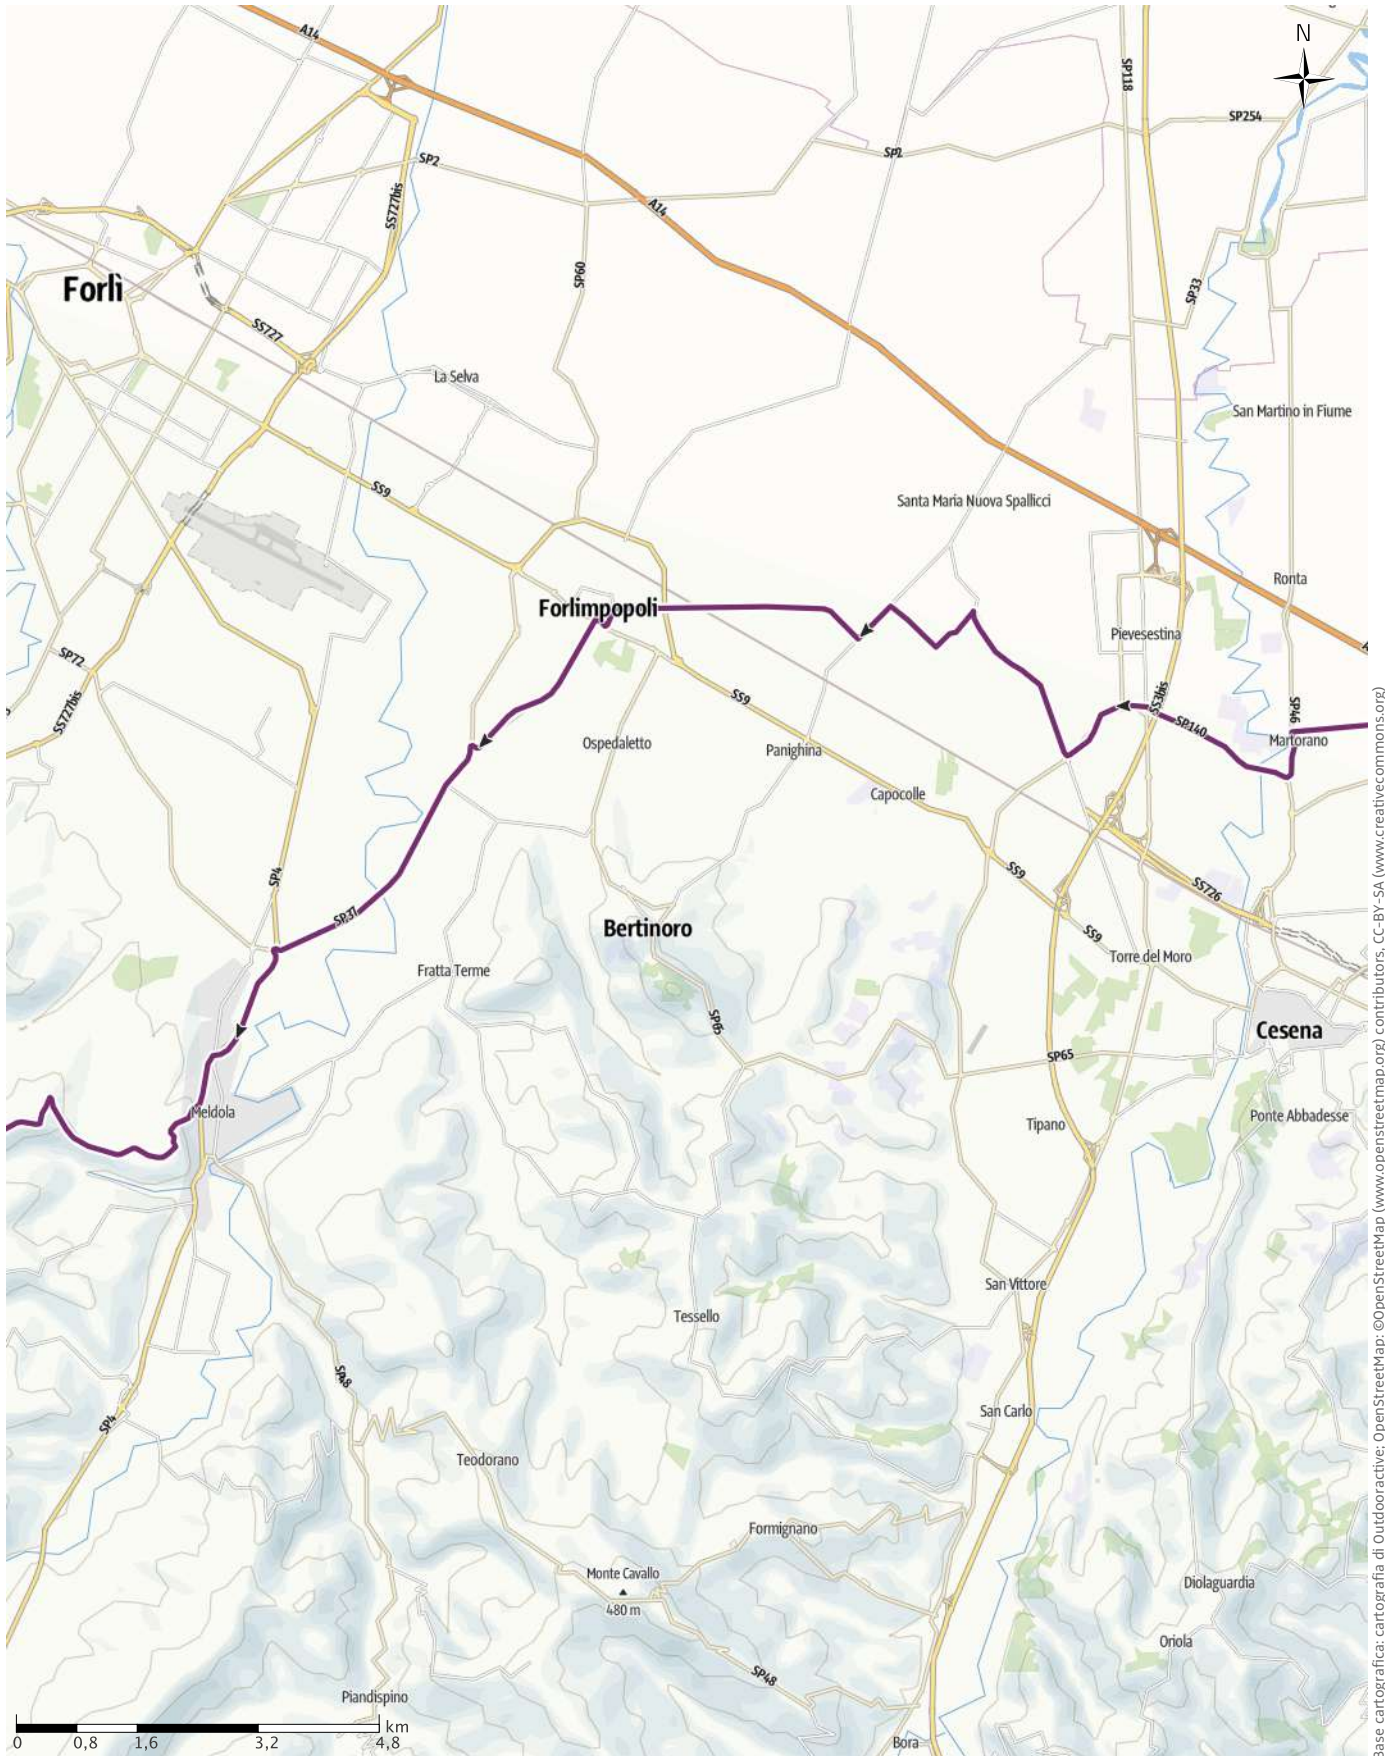 N
A14
SP118
SP254
SP2
SP2
SS727bis
A14
SP60
SP33
Forlì
SS727
La Selva
San Martino in Fiume
SS9
Santa Maria Nova Spallicci
Ronta
Forlimpopoli
Pievesestina
SP72
SS727bis
SS9
SS3bis
SP46
SP140
Martorano
Ospedaletto
Panighina
Capocolle
SP4
SS9
SS726
SP37
Bertinoro
SS9
Torre del Moro
Fratta Terme
SP65
Cesena
SP65
Meldola
Tipano
Ponte Abbadesse
San Vittore
Tessello
SP48
San Carlo
SP4
Teodorano
Formignano
Monte Cavallo
480 m
Diolaguardia
Oriola
SP48
Piandispino
Bora
km
0 0,8 1,6 3,2 4,8
Base cartografica: cartografia di Outdooractive; OpenStreetMap: ©OpenStreetMap (www.openstreetmap.org) contributors, CC-BY-SA (www.creativecommons.org)